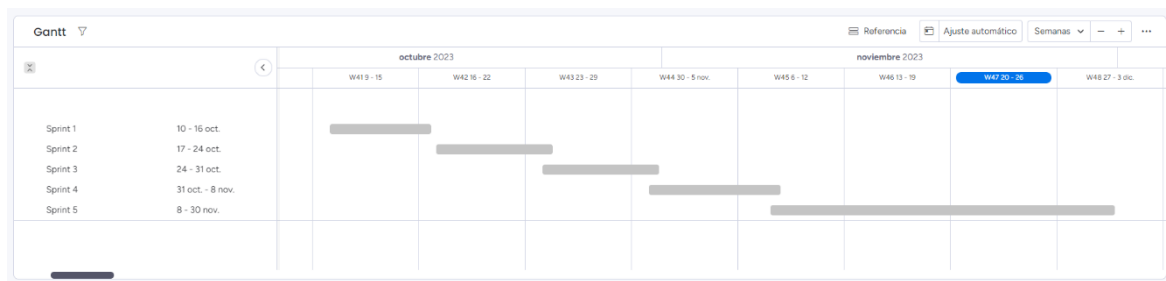 Gantt
Referencia Ajuste automático Semanas − + ...
octubre 2023 noviembre 2023
W41 9 - 15 W42 16 - 22 W43 23 - 29 W44 30 - 5 nov. W45 6 - 12 W46 13 - 19 W47 20 - 26 W48 27 - 3 dic.
Sprint 1 10 - 16 oct.
Sprint 2 17 - 24 oct.
Sprint 3 24 - 31 oct.
Sprint 4 31 oct. - 8 nov.
Sprint 5 8 - 30 nov.